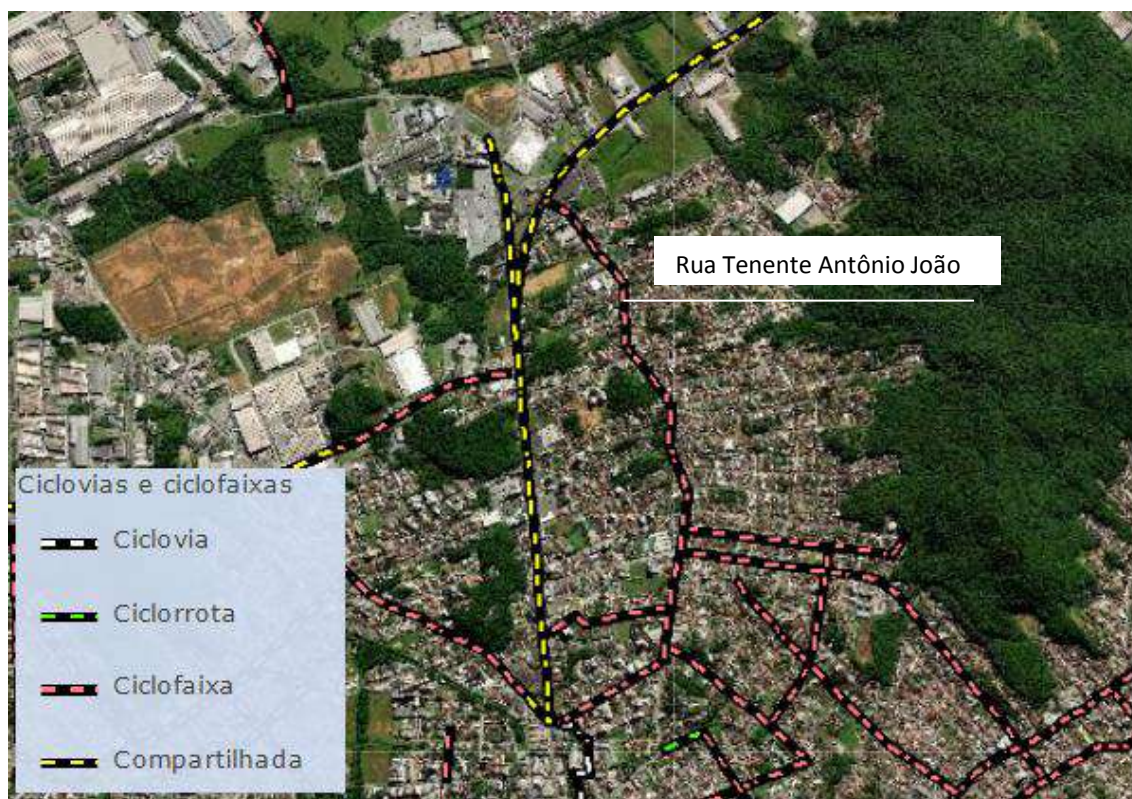 Rua Tenente Antônio João
Ciclovias e ciclofaixas
Ciclovia
Ciclorrota
Ciclofaixa
Compartilhada